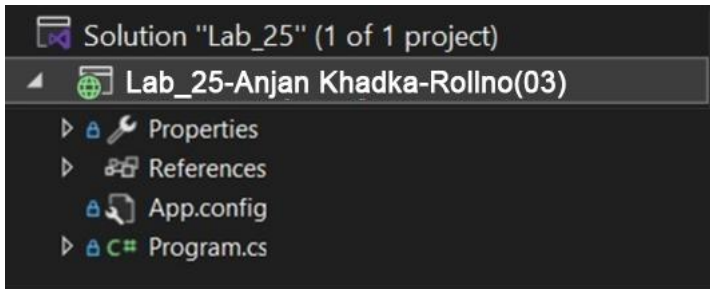 Solution "Lab_25" (1 of 1 project)
Lab_25-Anjan Khadka-Rollno(03)
Properties
References
App.config
C# Program.cs